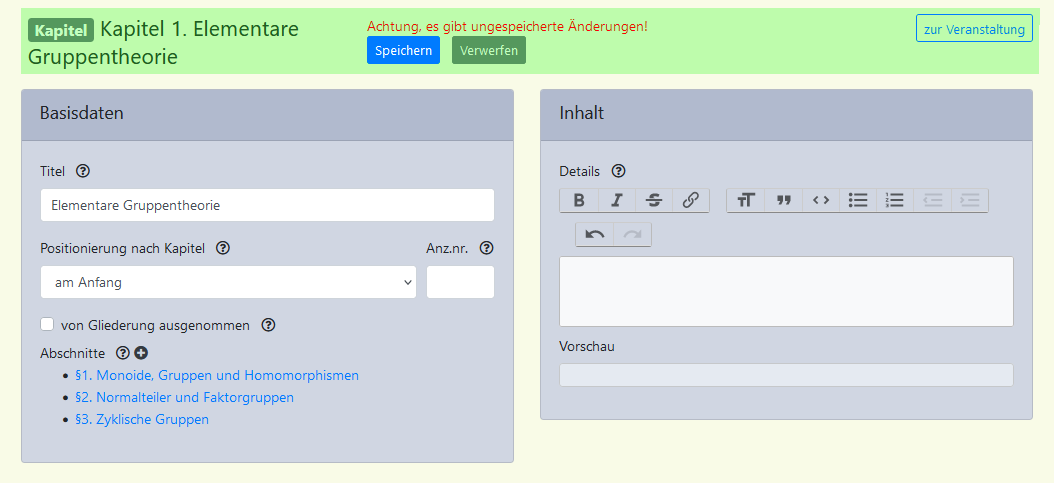 Kapitel Kapitel 1. Elementare
Gruppentheorie
Achtung, es gibt ungespeicherte Änderungen!
Speichern Verwerfen
zur Veranstaltung
Basisdaten
Titel
Elementare Gruppentheorie
Positionierung nach Kapitel Anz.nr.
am Anfang
von Gliederung ausgenommen
Abschnitte
§1. Monoide, Gruppen und Homomorphismen
§2. Normalteiler und Faktorgruppen
§3. Zyklische Gruppen
Inhalt
Details
Vorschau